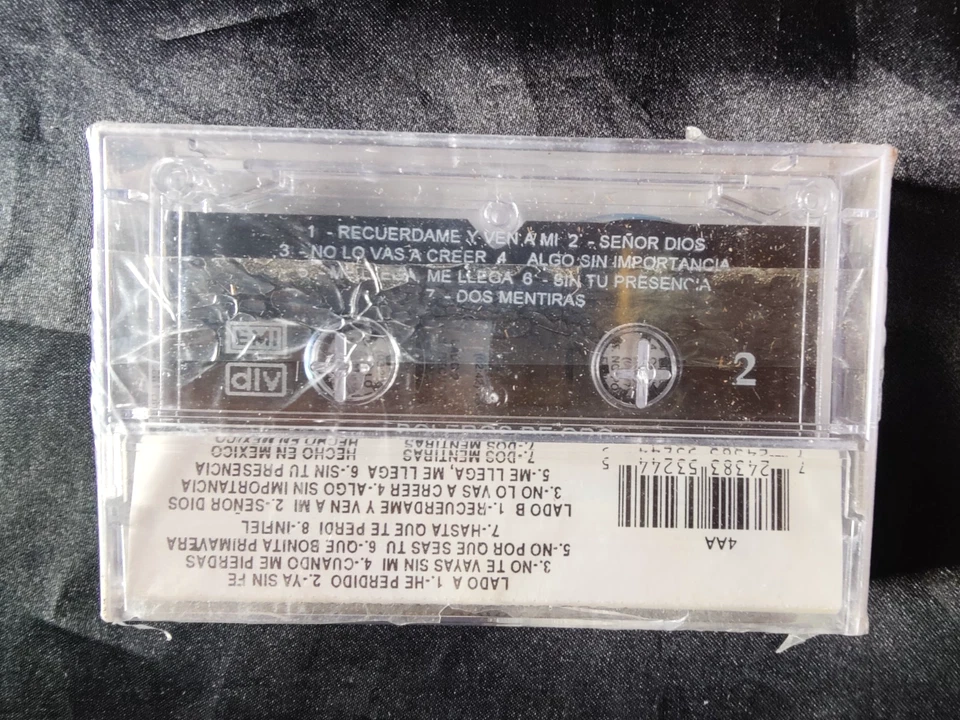 1 - RECUERDAME Y VEN A MI 2 - SEÑOR DIOS
3 - NO LO VAS A CREER 4 ALGO SIN IMPORTANCIA
ME LLEGA 6 - SIN TU PRESENCIA
7 - DOS MENTIRAS
EMI
div
2
BOLEROS DE ORO
LADO A 1.-HE PERDIDO 2.-YA SIN FE
3.-NO TE VAYAS SIN MI 4.-CUANDO ME PIERDAS
5.-NO POR QUE SEAS TU 6.-QUE BONITA PRIMAVERA
7.-HASTA QUE TE PERDI 8.-INFIEL
LADO B 1.-RECUERDAME Y VEN A MI 2.-SEÑOR DIOS
3.-NO LO VAS A CREER 4.-ALGO SIN IMPORTANCIA
5.-ME LLEGA, ME LLEGA 6.-SIN TU PRESENCIA
7.-DOS MENTIRAS HECHO EN MEXICO
4AA
7 24383 53244 5